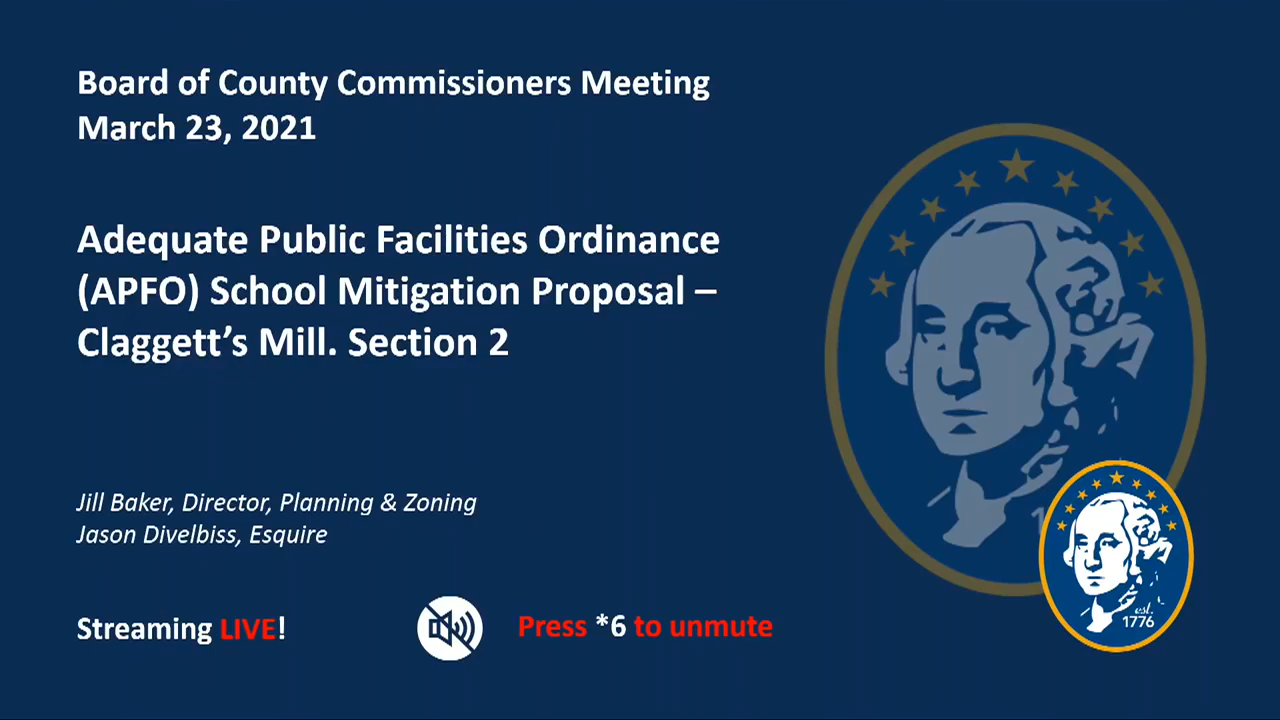 Board of County Commissioners Meeting
March 23, 2021
Adequate Public Facilities Ordinance
(APFO) School Mitigation Proposal –
Claggett’s Mill. Section 2
Jill Baker, Director, Planning & Zoning
Jason Divelbiss, Esquire
Streaming LIVE!
Press *6 to unmute
est.
1776